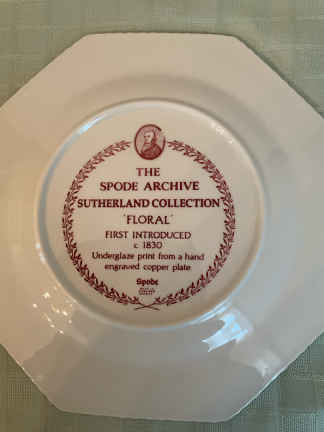 THE
SPODE ARCHIVE
SUTHERLAND COLLECTION
'FLORAL'
FIRST INTRODUCED
c 1830
Underglaze print from a hand
engraved copper plate
Spode